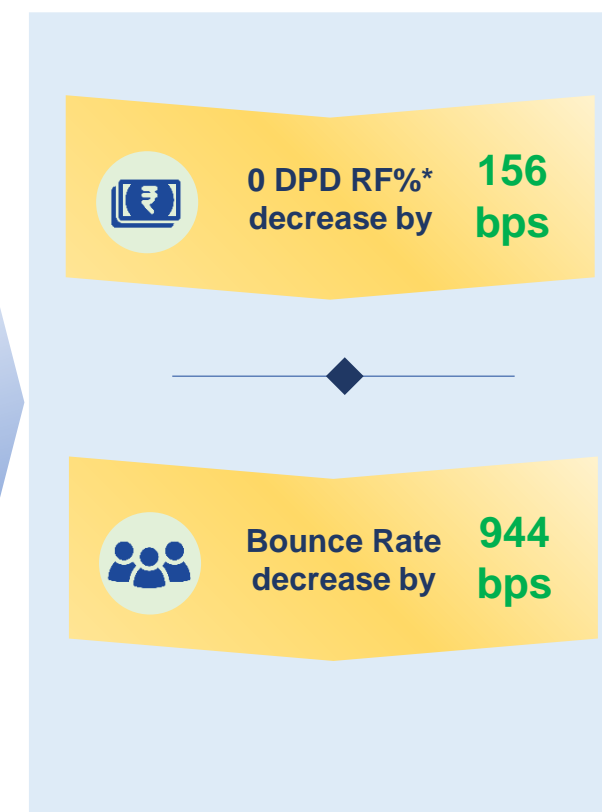 ₹
0 DPD RF%*
decrease by
156
bps
Bounce Rate
decrease by
944
bps